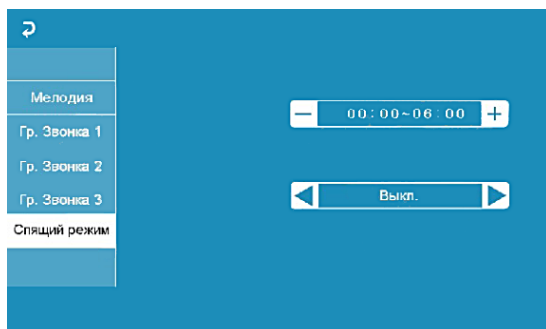 Мелодия
Гр. Звонка 1
Гр. Звонка 2
Гр. Звонка 3
Спящий режим
− 00:00~06:00 +
Выкл.